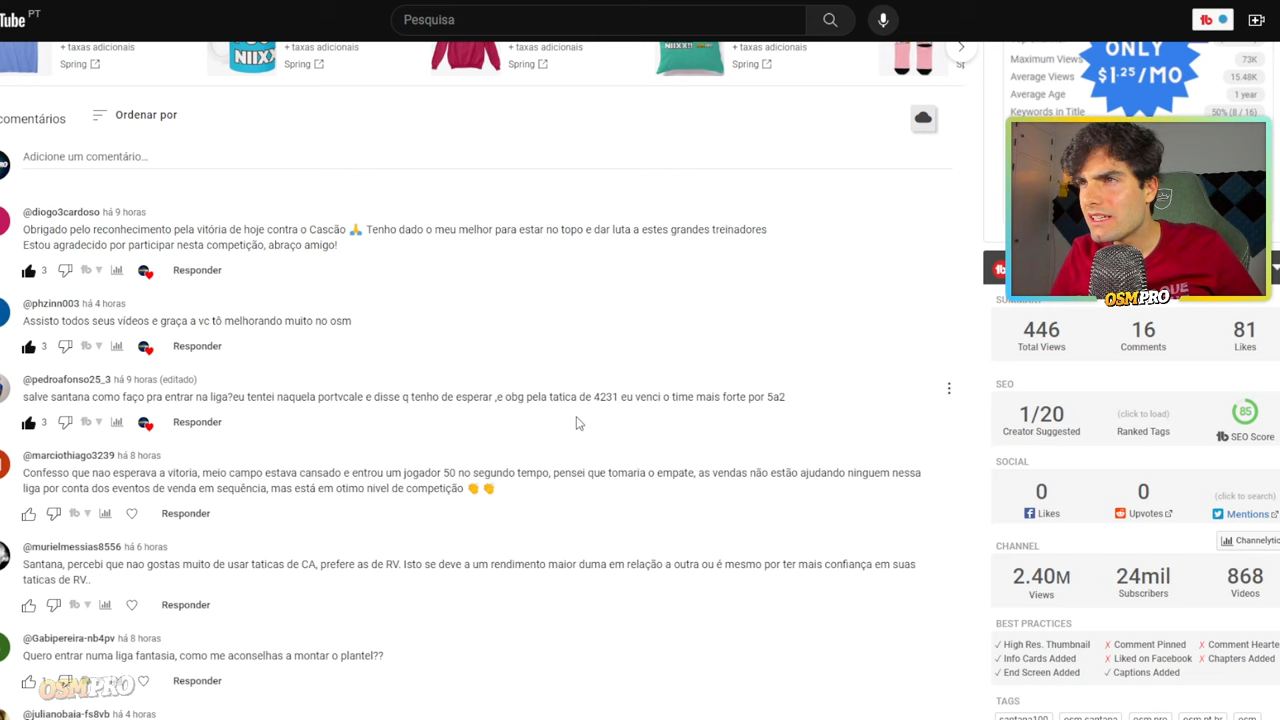 Tube PT
Pesquisa
+ taxas adicionais
Spring
+ taxas adicionais
Spring
+ taxas adicionais
Spring
+ taxas adicionais
Spring
NIIX
NIIX!!
ONLY
$1.25/MO
Maximum Views 73K
Average Views 15.48K
Average Age 1 year
Keywords in Title 50% (8 / 16)
comentários
Ordenar por
Adicione um comentário...
@diogo3cardoso há 9 horas
Obrigado pelo reconhecimento pela vitória de hoje contra o Cascão 🙏 Tenho dado o meu melhor para estar no topo e dar luta a estes grandes treinadores
Estou agradecido por participar nesta competição, abraço amigo!
3 Responder
@phzinn003 há 4 horas
Assisto todos seus vídeos e graça a vc tô melhorando muito no osm
3 Responder
@pedroafonso25_3 há 9 horas (editado)
salve santana como faço pra entrar na liga?eu tentei naquela portvcale e disse q tenho de esperar ,e obg pela tatica de 4231 eu venci o time mais forte por 5a2
3 Responder
@marciothiago3239 há 8 horas
Confesso que nao esperava a vitoria, meio campo estava cansado e entrou um jogador 50 no segundo tempo, pensei que tomaria o empate, as vendas não estão ajudando ninguem nessa
liga por conta dos eventos de venda em sequência, mas está em otimo nivel de competição 👏 👏
Responder
@murielmessias8556 há 6 horas
Santana, percebi que nao gostas muito de usar taticas de CA, prefere as de RV. Isto se deve a um rendimento maior duma em relação a outra ou é mesmo por ter mais confiança em suas
taticas de RV..
Responder
@Gabipereira-nb4pv há 8 horas
Quero entrar numa liga fantasia, como me aconselhas a montar o plantel??
Responder
@julianobaia-fs8vb há 4 horas
OSMPRO
OSMPRO
SUMMARY
446 16 81
Total Views Comments Likes
SEO
1/20 (click to load) 85
Creator Suggested Ranked Tags SEO Score
SOCIAL
0 0 (click to search)
Likes Upvotes Mentions
CHANNEL
Channelytic
2.40M 24mil 868
Views Subscribers Videos
BEST PRACTICES
✓ High Res. Thumbnail ✗ Comment Pinned ✗ Comment Hearte
✓ Info Cards Added ✗ Liked on Facebook ✗ Chapters Added
✓ End Screen Added ✓ Captions Added
TAGS
santana100 osm santana osm pro osm pt br osm